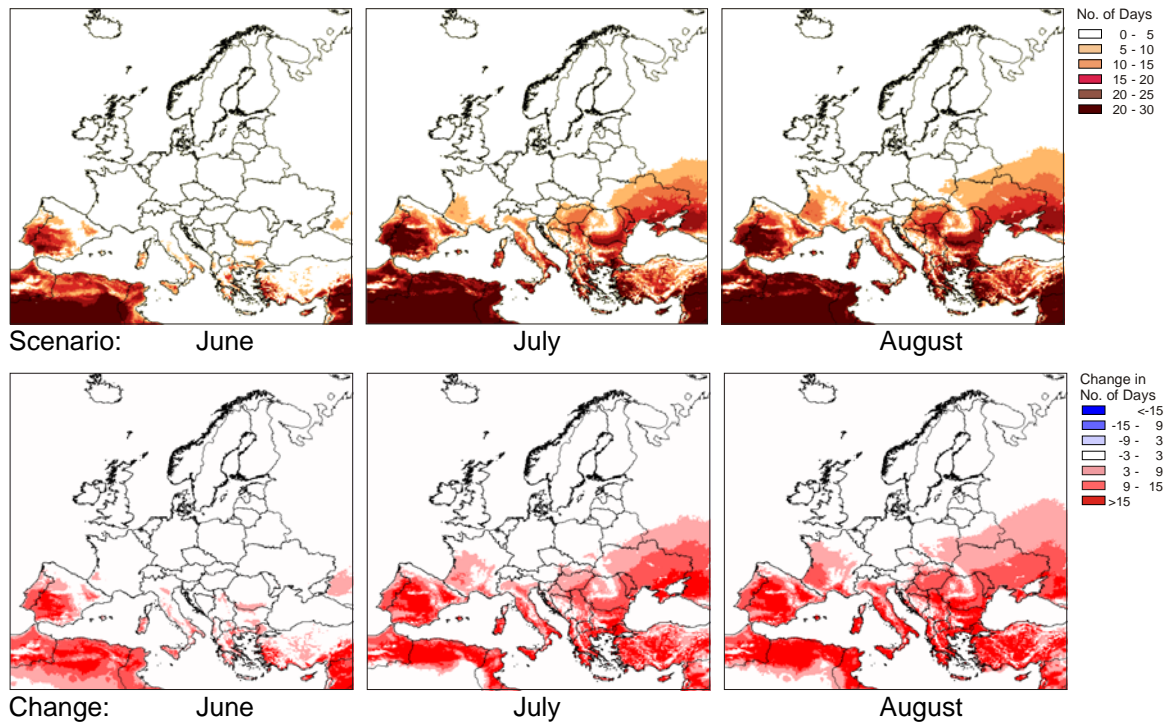 No. of Days
0 - 5
5 - 10
10 - 15
15 - 20
20 - 25
20 - 30
Scenario: June July August
Change in
No. of Days
<-15
-15 - 9
-9 - 3
-3 - 3
3 - 9
9 - 15
>15
Change: June July August